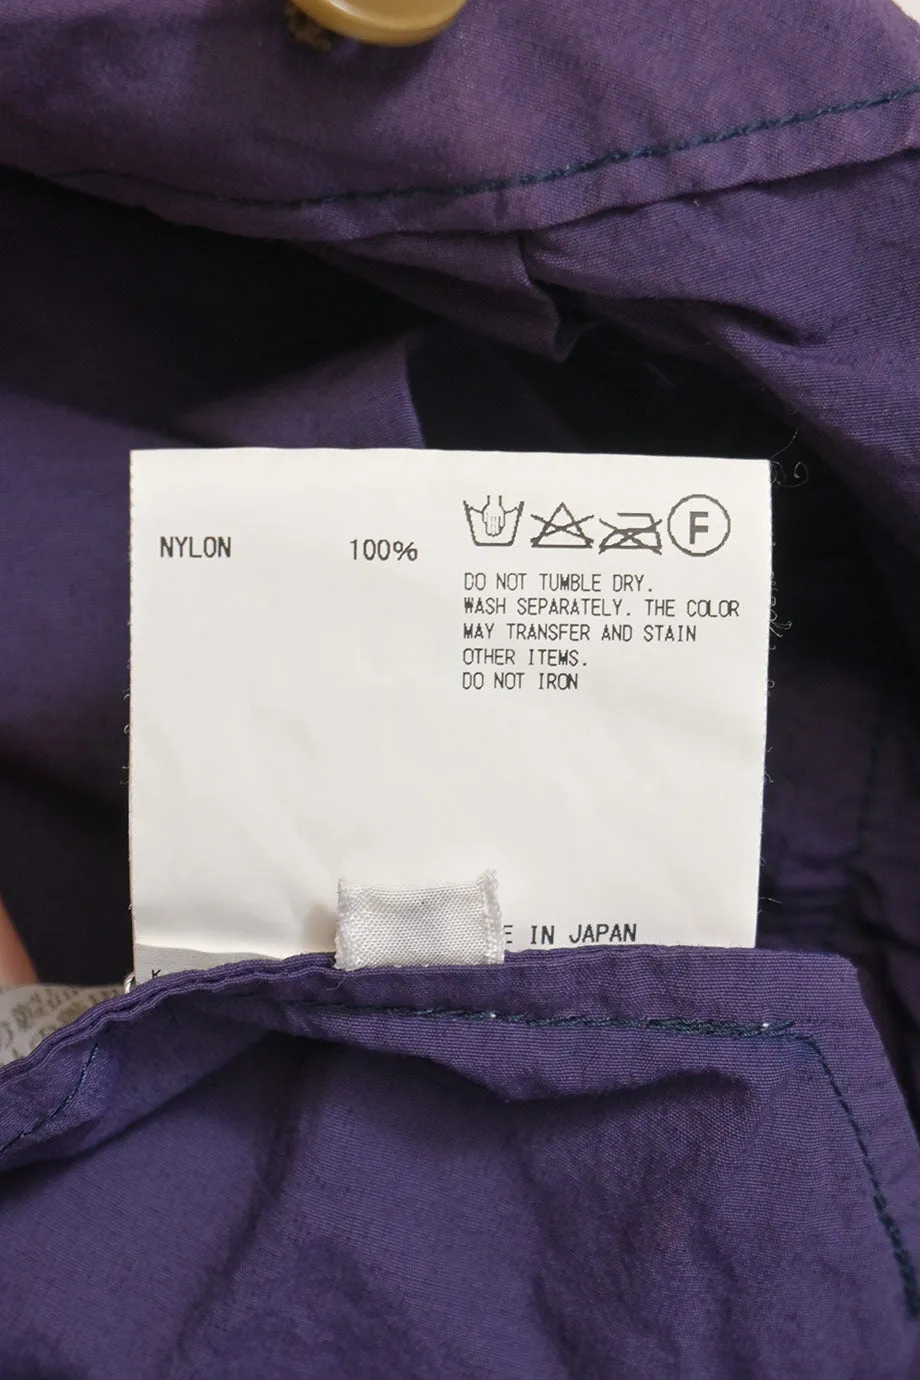 NYLON 100%
F
DO NOT TUMBLE DRY.
WASH SEPARATELY. THE COLOR
MAY TRANSFER AND STAIN
OTHER ITEMS.
DO NOT IRON
E IN JAPAN
K